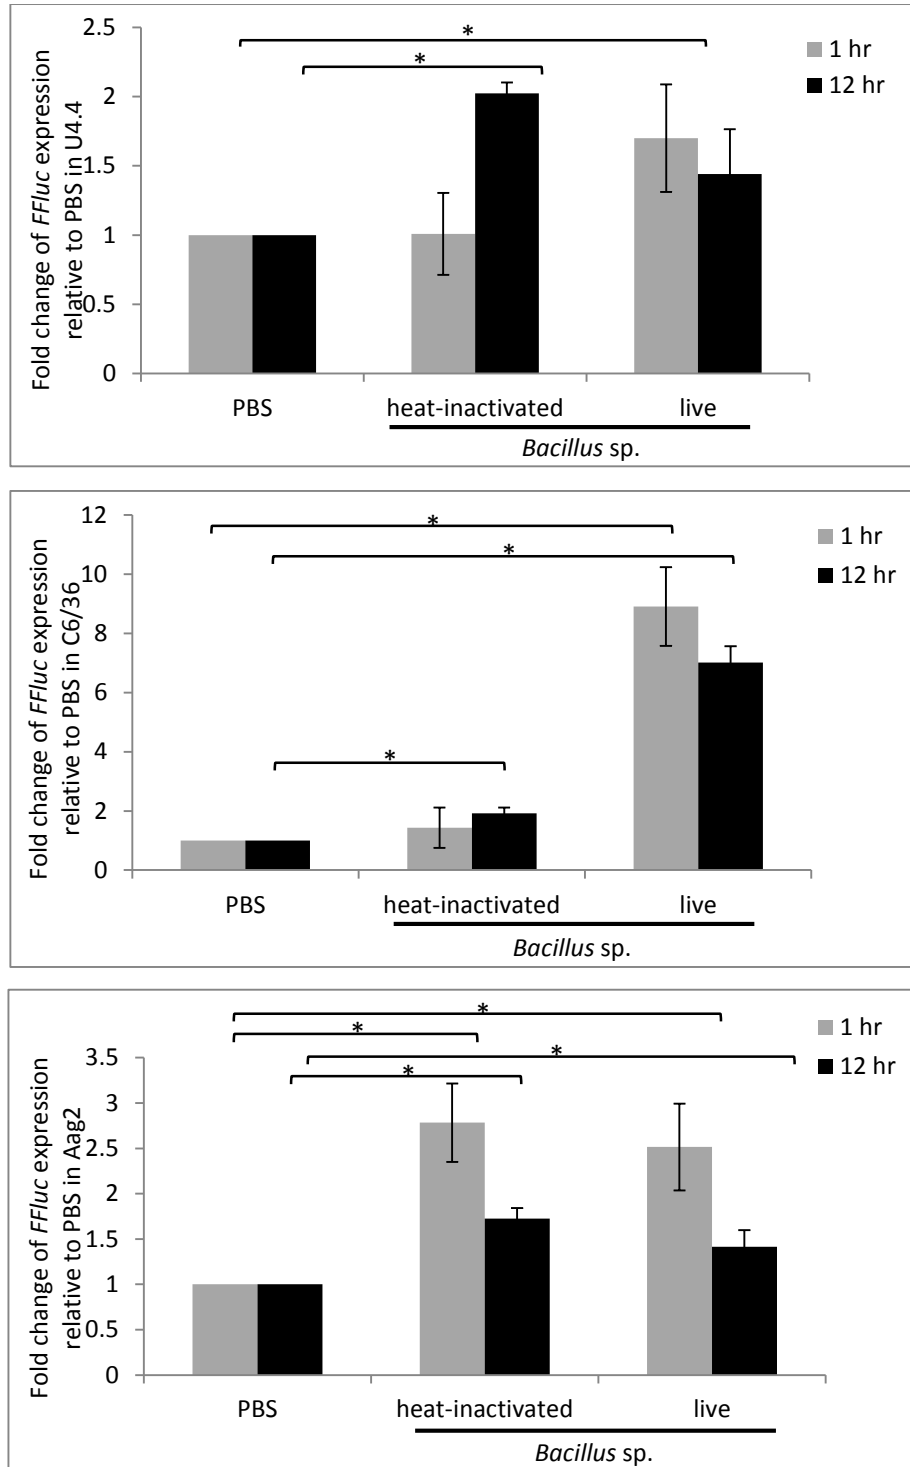 Fold change of FFluc expression
relative to PBS in U4.4
2.5
2
1.5
1
0.5
0
*
*
1 hr
12 hr
PBS
heat-inactivated
live
Bacillus sp.
Fold change of FFluc expression
relative to PBS in C6/36
12
10
8
6
4
2
0
*
*
*
1 hr
12 hr
PBS
heat-inactivated
live
Bacillus sp.
Fold change of FFluc expression
relative to PBS in Aag2
3.5
3
2.5
2
1.5
1
0.5
0
*
*
*
*
1 hr
12 hr
PBS
heat-inactivated
live
Bacillus sp.